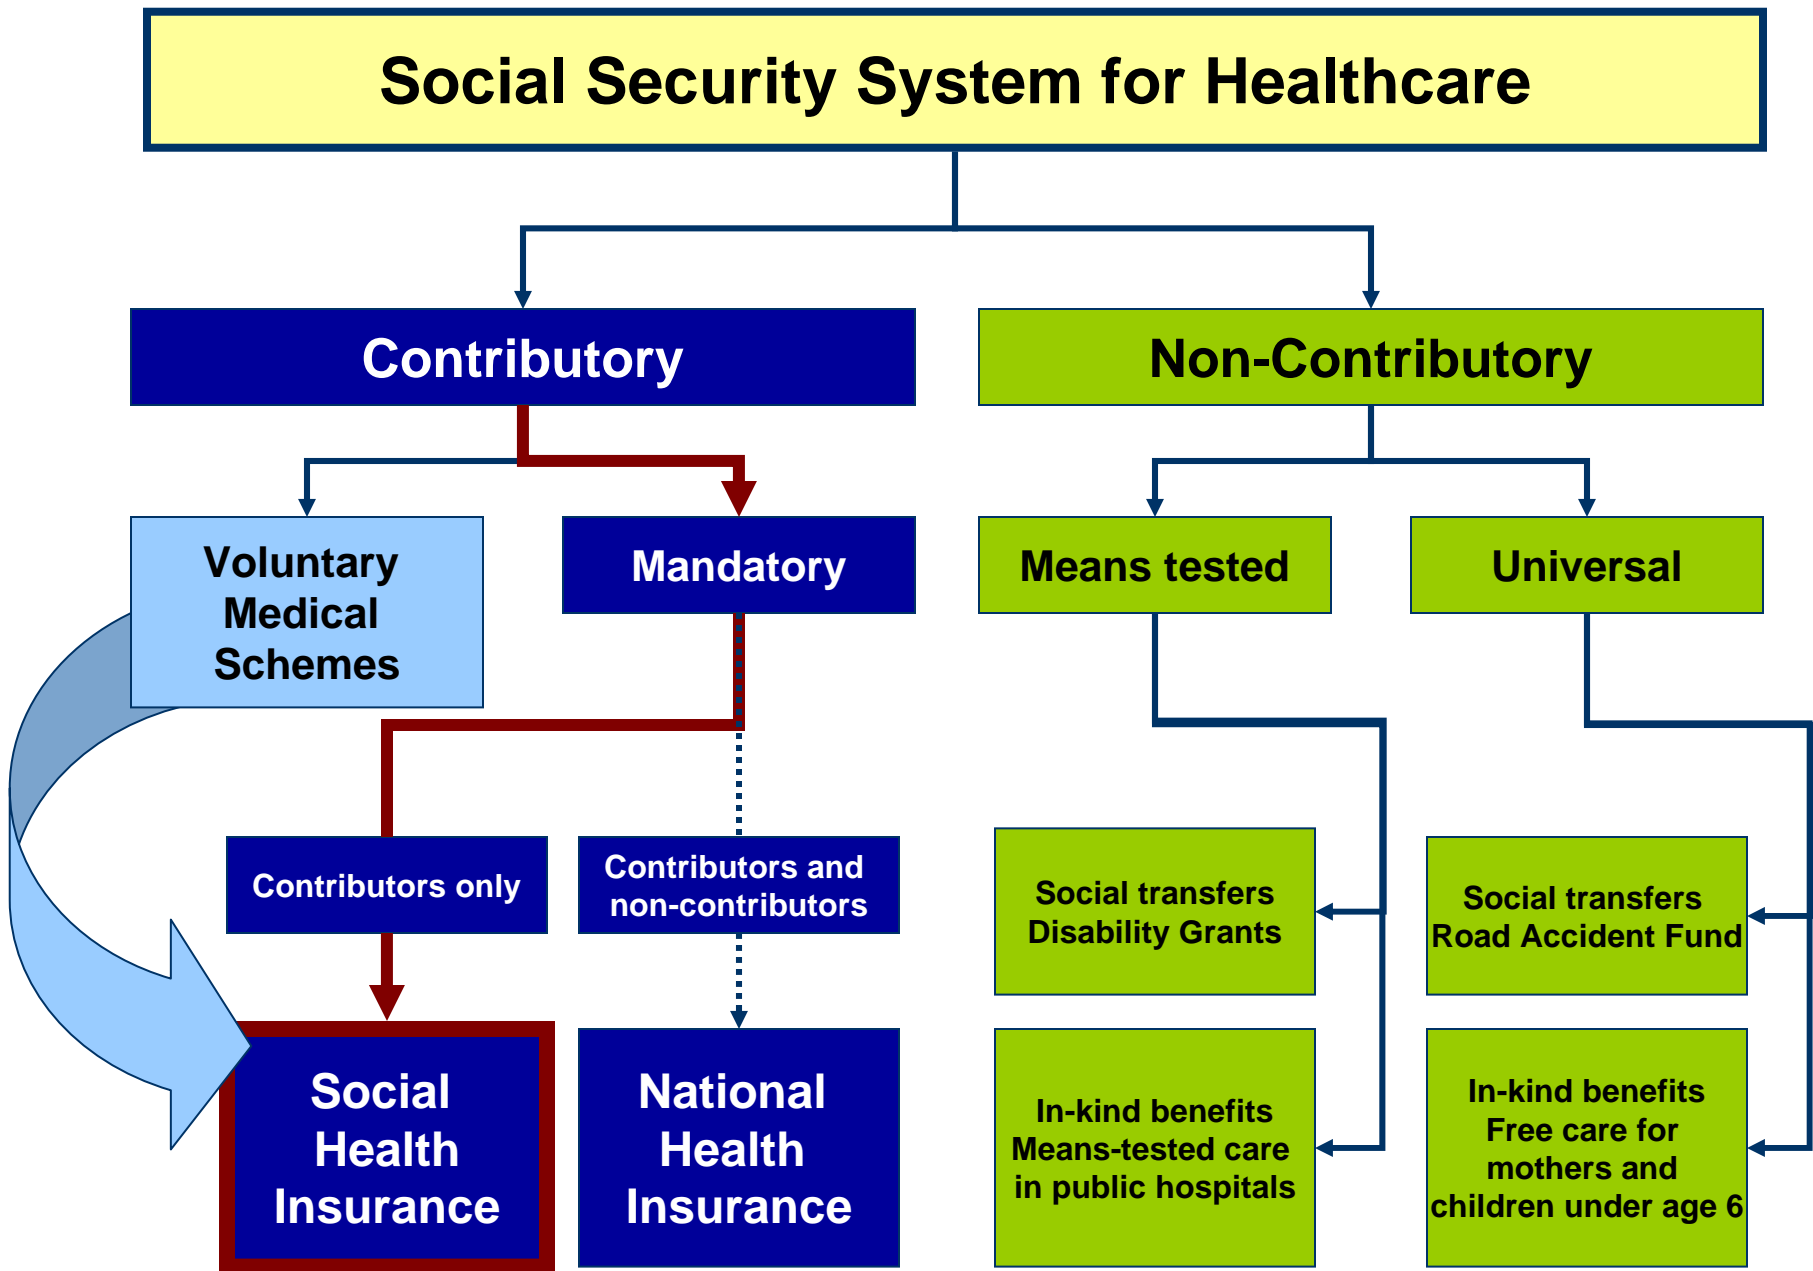 Social Security System for Healthcare
Contributory
Non-Contributory
Voluntary
Medical
Schemes
Mandatory
Means tested
Universal
Contributors only
Contributors and
non-contributors
Social transfers
Disability Grants
Social transfers
Road Accident Fund
Social
Health
Insurance
National
Health
Insurance
In-kind benefits
Means-tested care
in public hospitals
In-kind benefits
Free care for
mothers and
children under age 6